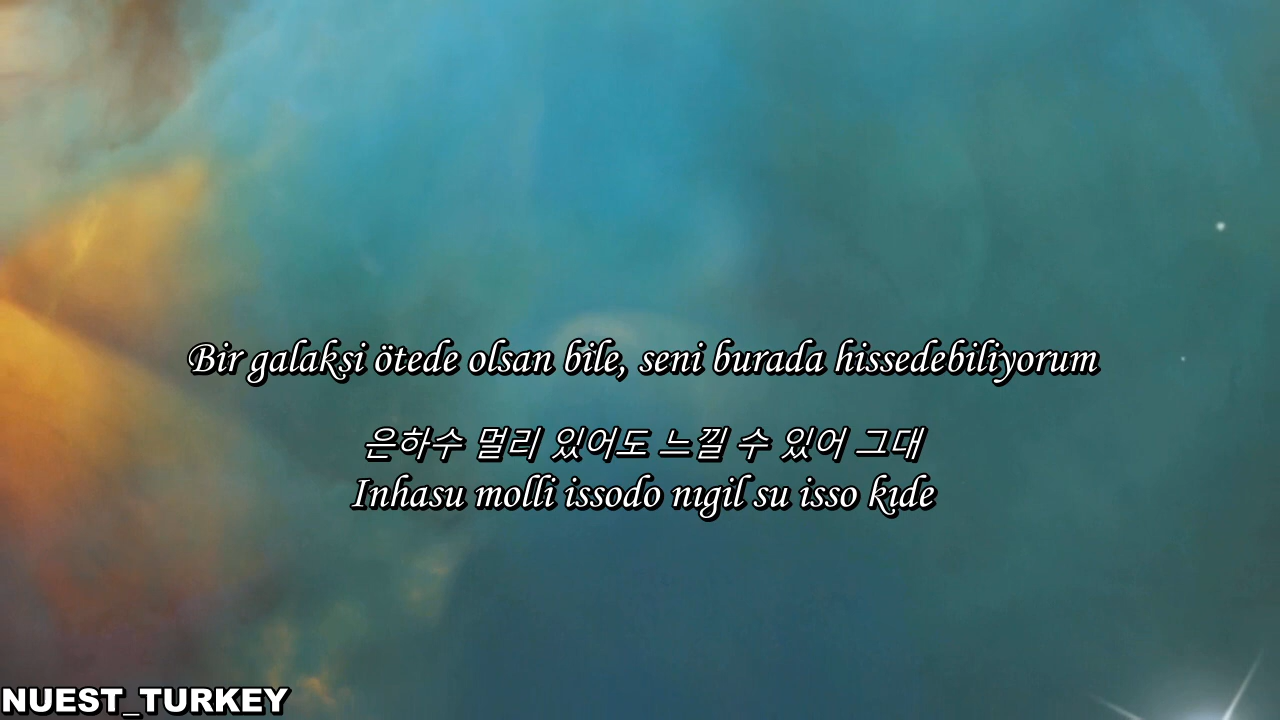 Bir galaksi ötede olsan bile, seni burada hissedebiliyorum
은하수 멀리 있어도 느낄 수 있어 그대
Inhasu molli issodo nıgil su isso kıde
NUEST_TURKEY